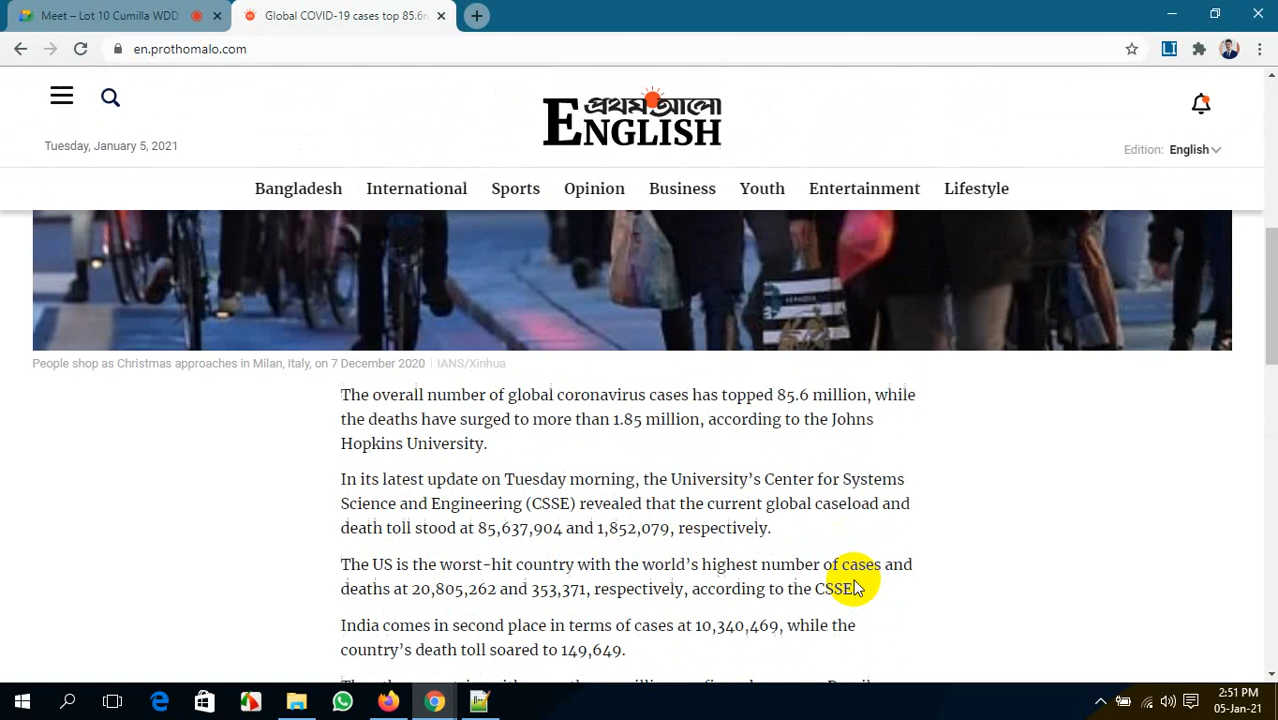 Meet – Lot 10 Cumilla WDD
Global COVID-19 cases top 85.6m
en.prothomalo.com
LI
প্রথম আলো
ENGLISH
Tuesday, January 5, 2021
Edition: English
Bangladesh International Sports Opinion Business Youth Entertainment Lifestyle
SEPHORA
People shop as Christmas approaches in Milan, Italy, on 7 December 2020 | IANS/Xinhua
The overall number of global coronavirus cases has topped 85.6 million, while
the deaths have surged to more than 1.85 million, according to the Johns
Hopkins University.
In its latest update on Tuesday morning, the University’s Center for Systems
Science and Engineering (CSSE) revealed that the current global caseload and
death toll stood at 85,637,904 and 1,852,079, respectively.
The US is the worst-hit country with the world’s highest number of cases and
deaths at 20,805,262 and 353,371, respectively, according to the CSSE
India comes in second place in terms of cases at 10,340,469, while the
country’s death toll soared to 149,649.
2:51 PM
05-Jan-21